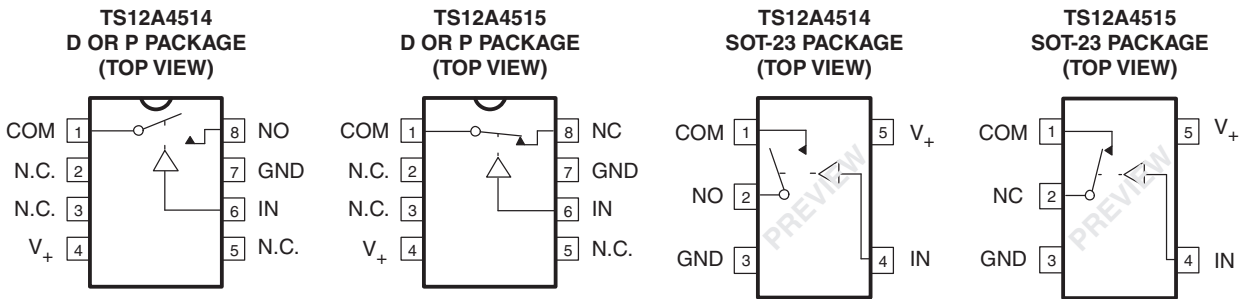 TS12A4514
D OR P PACKAGE
(TOP VIEW)
COM 1
N.C. 2
N.C. 3
V+ 4
8 NO
7 GND
6 IN
5 N.C.
TS12A4515
D OR P PACKAGE
(TOP VIEW)
COM 1
N.C. 2
N.C. 3
V+ 4
8 NC
7 GND
6 IN
5 N.C.
TS12A4514
SOT-23 PACKAGE
(TOP VIEW)
COM 1
NO 2
GND 3
5 V+
4 IN
PREVIEW
TS12A4515
SOT-23 PACKAGE
(TOP VIEW)
COM 1
NC 2
GND 3
5 V+
4 IN
PREVIEW